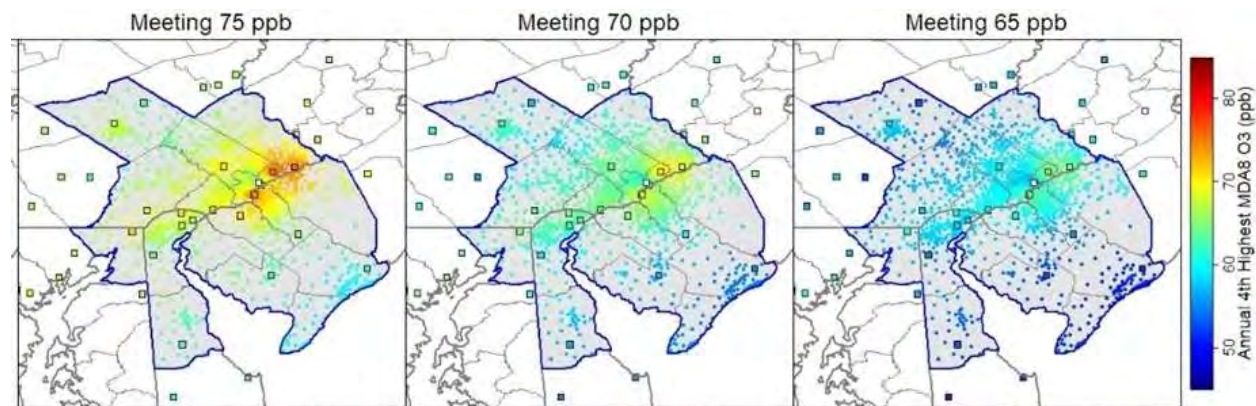 Meeting 75 ppb
Meeting 70 ppb
Meeting 65 ppb
80
70
60
50
Annual 4th Highest MDA8 O3 (ppb)